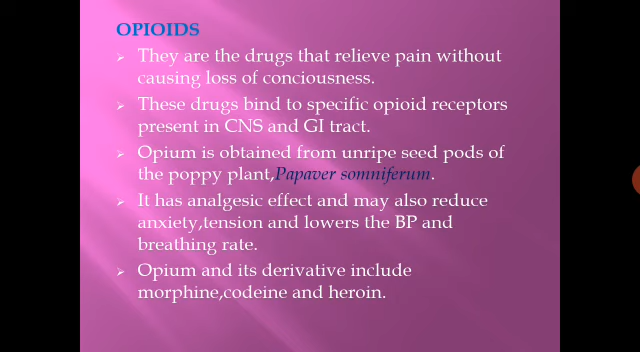 OPIOIDS
➢ They are the drugs that relieve pain without
causing loss of conciousness.
➢ These drugs bind to specific opioid receptors
present in CNS and GI tract.
➢ Opium is obtained from unripe seed pods of
the poppy plant,Papaver somniferum.
➢ It has analgesic effect and may also reduce
anxiety,tension and lowers the BP and
breathing rate.
➢ Opium and its derivative include
morphine,codeine and heroin.